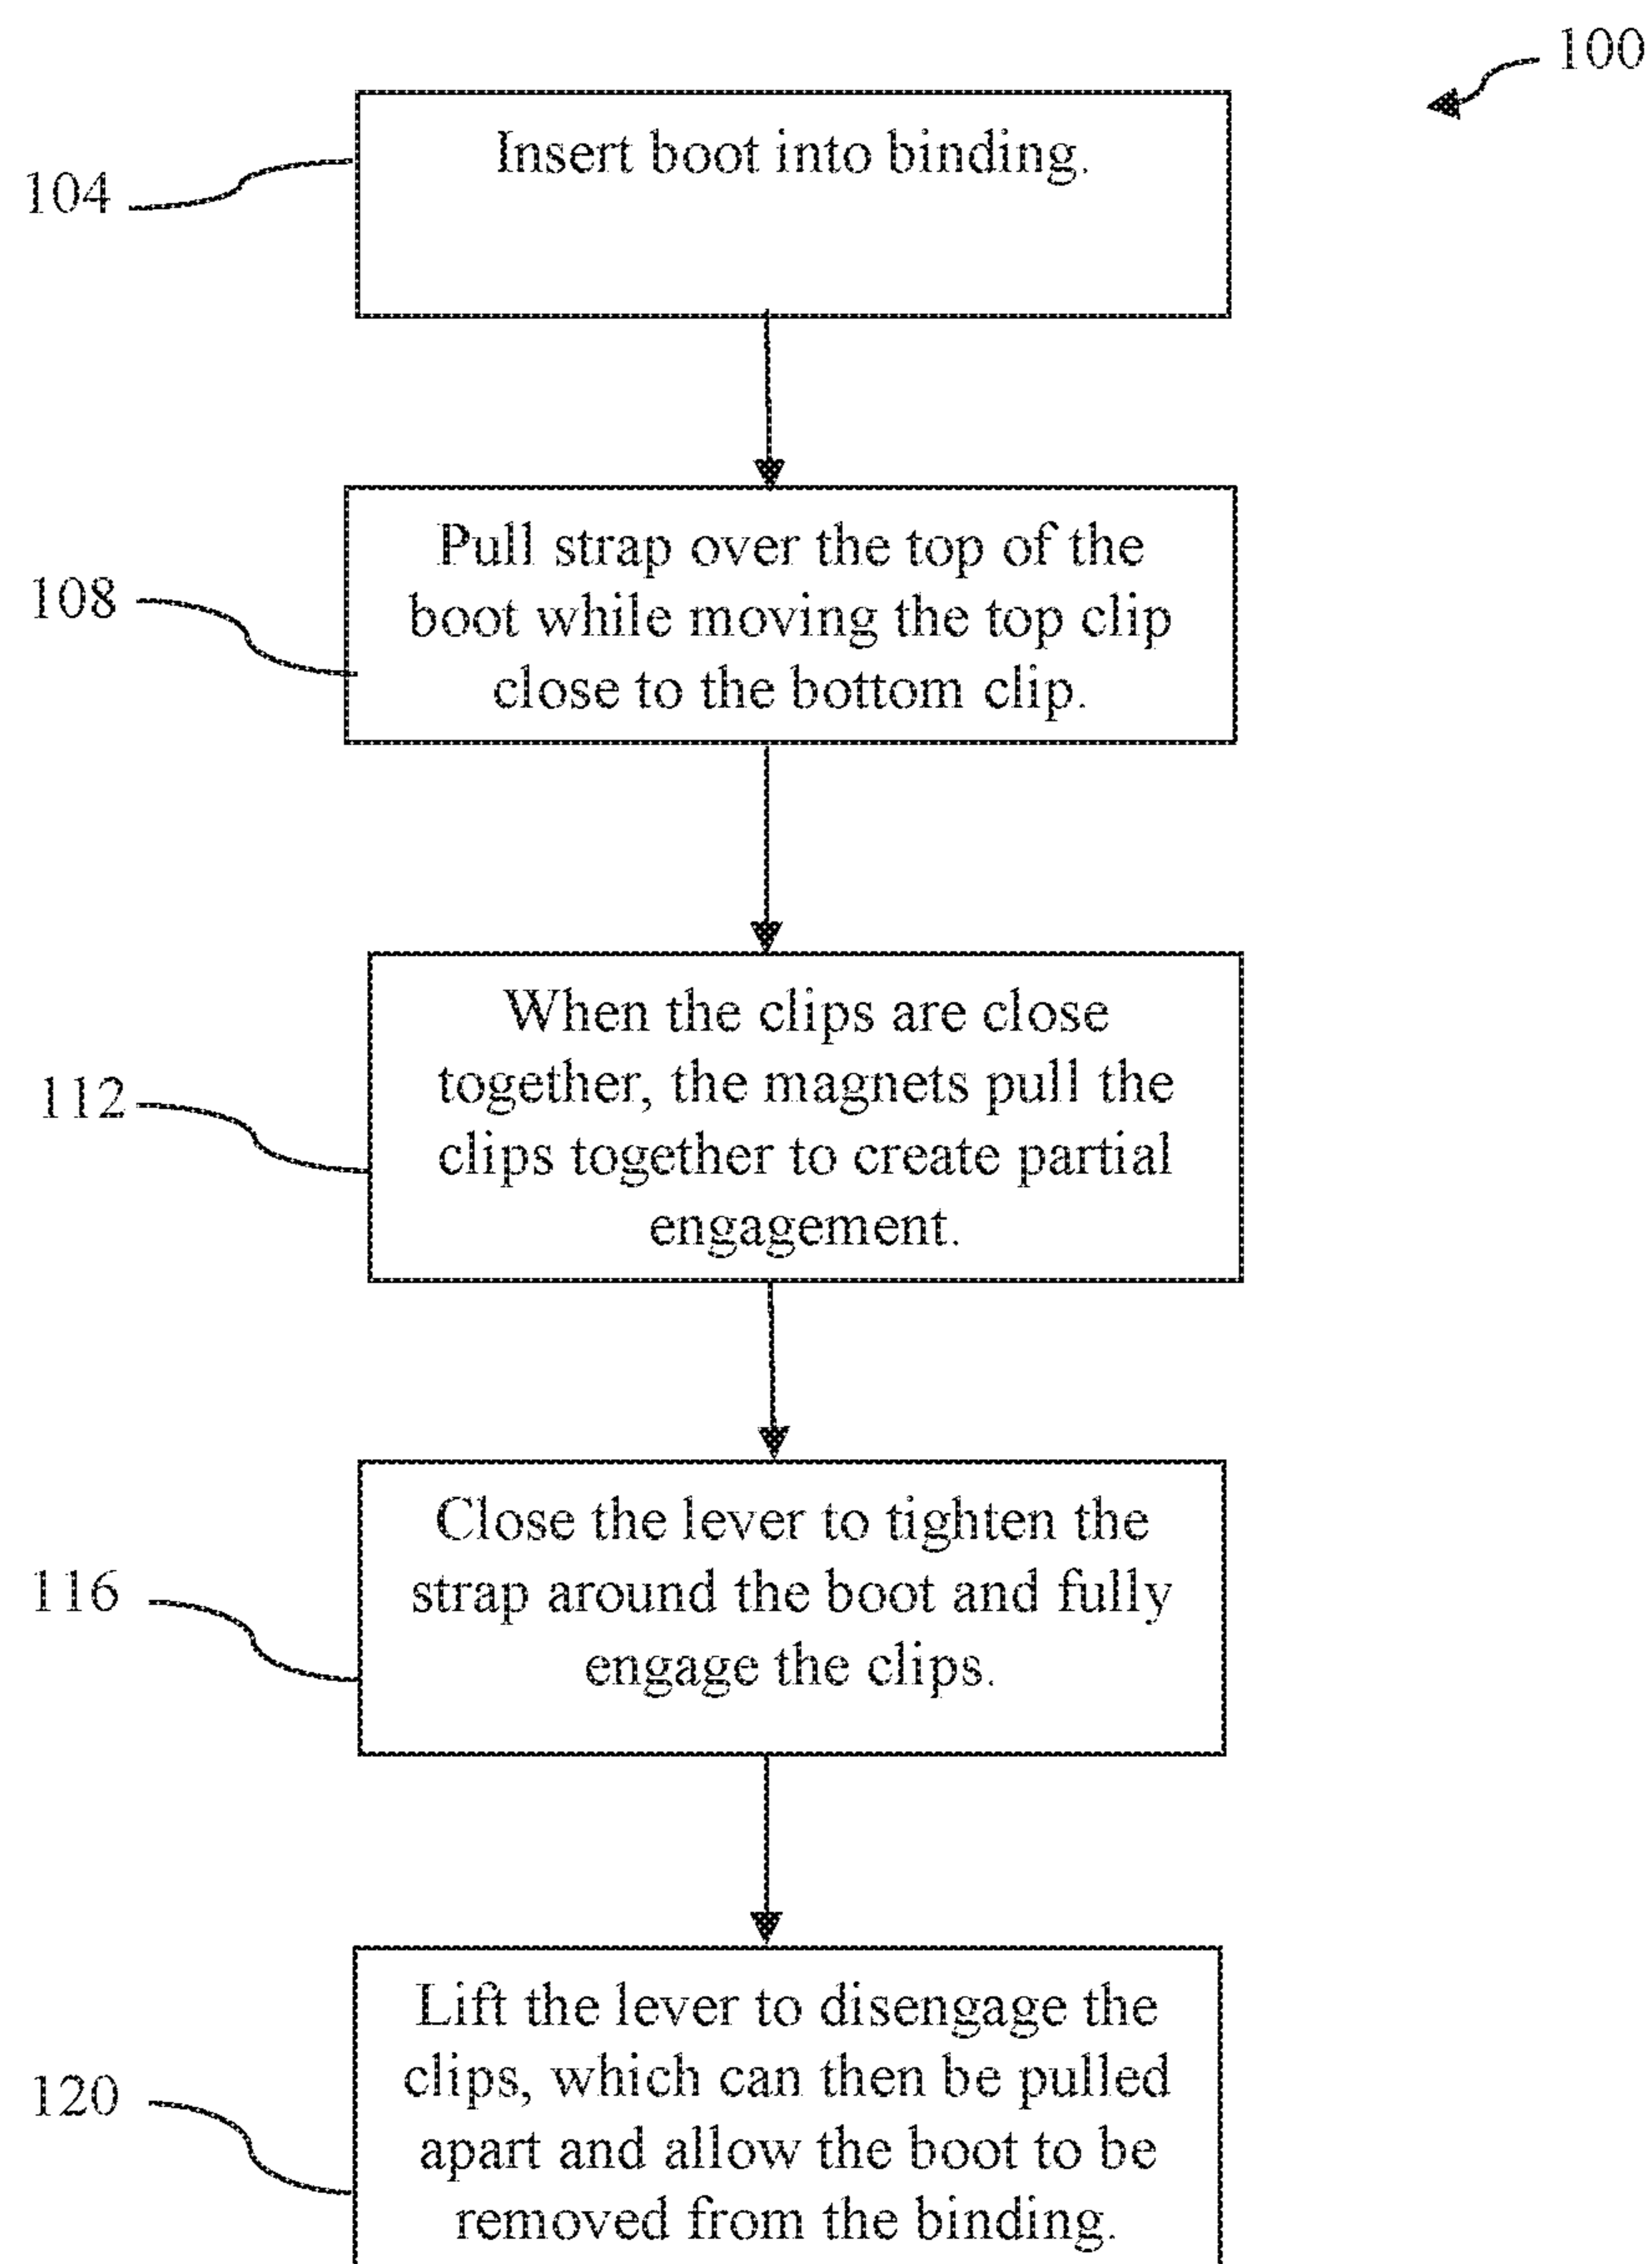 100
104
Insert boot into binding.
108
Pull strap over the top of the
boot while moving the top clip
close to the bottom clip.
112
When the clips are close
together, the magnets pull the
clips together to create partial
engagement.
116
Close the lever to tighten the
strap around the boot and fully
engage the clips.
120
Lift the lever to disengage the
clips, which can then be pulled
apart and allow the boot to be
removed from the binding.